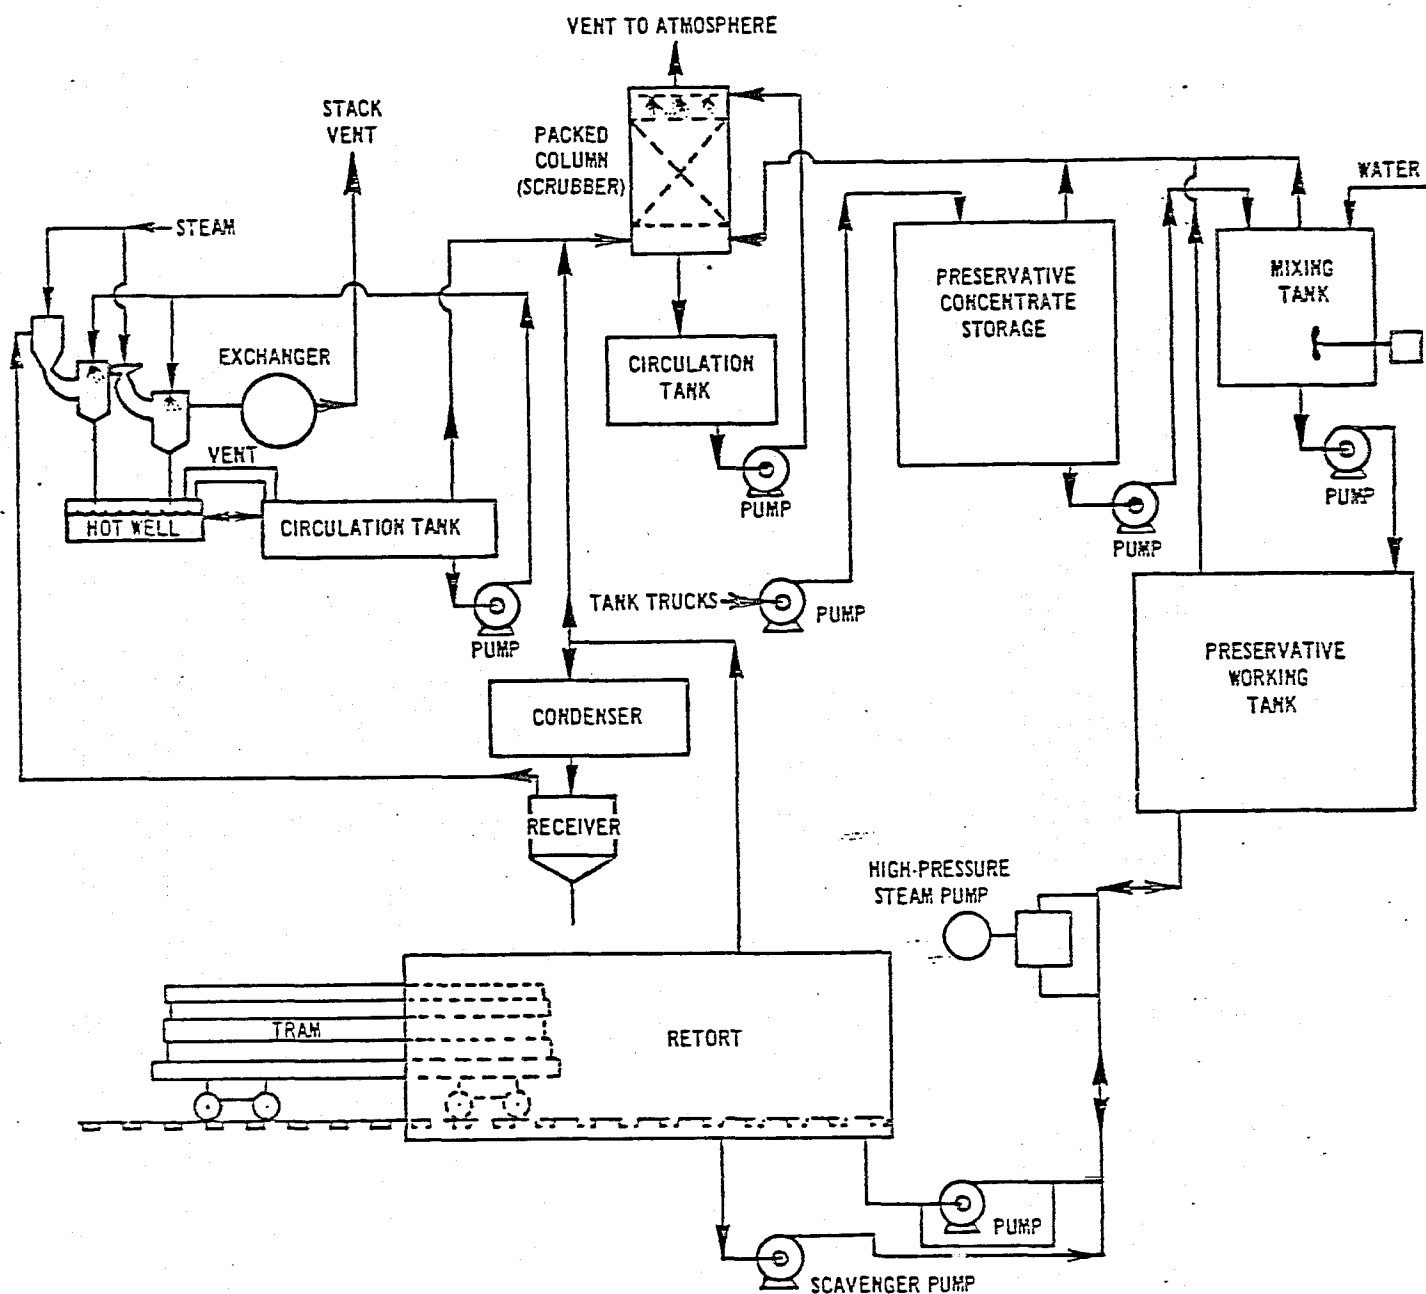 VENT TO ATMOSPHERE
STACK
VENT
PACKED
COLUMN
(SCRUBBER)
WATER
STEAM
PRESERVATIVE
CONCENTRATE
STORAGE
MIXING
TANK
EXCHANGER
CIRCULATION
TANK
VENT
PUMP
PUMP
PUMP
HOT WELL
CIRCULATION TANK
TANK TRUCKS
PUMP
PUMP
PRESERVATIVE
WORKING
TANK
CONDENSER
RECEIVER
HIGH-PRESSURE
STEAM PUMP
TRAM
RETORT
PUMP
SCAVENGER PUMP